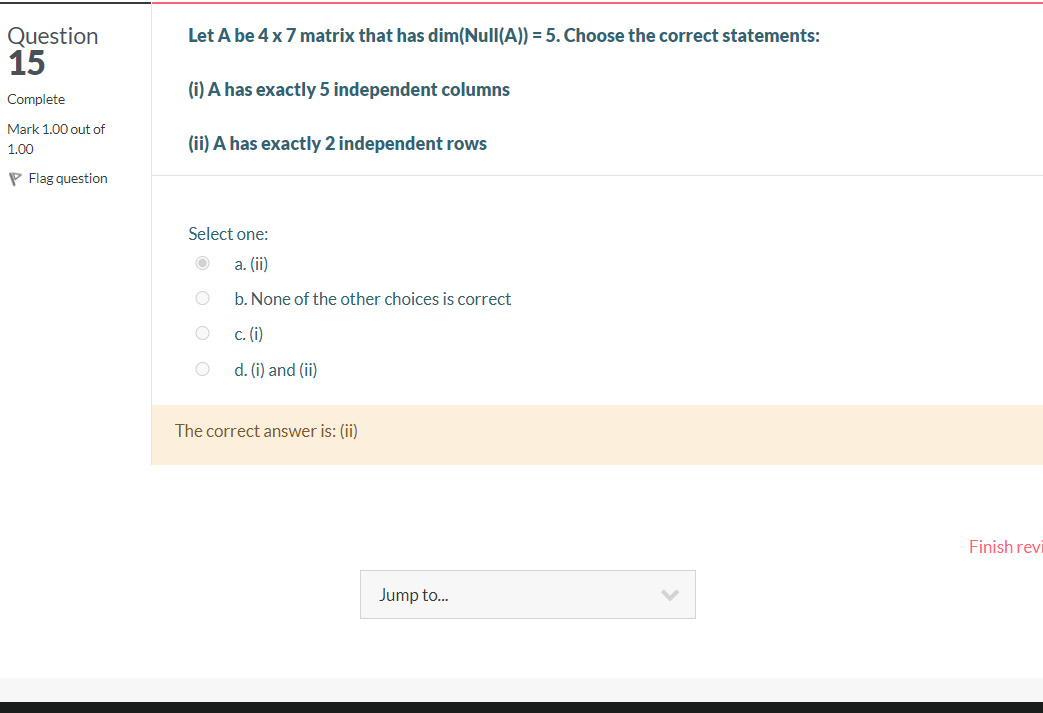 Question
15
Complete
Mark 1.00 out of
1.00
Flag question
Let A be 4 x 7 matrix that has dim(Null(A)) = 5. Choose the correct statements:
(i) A has exactly 5 independent columns
(ii) A has exactly 2 independent rows
Select one:
a. (ii)
b. None of the other choices is correct
c. (i)
d. (i) and (ii)
The correct answer is: (ii)
Finish revi
Jump to...